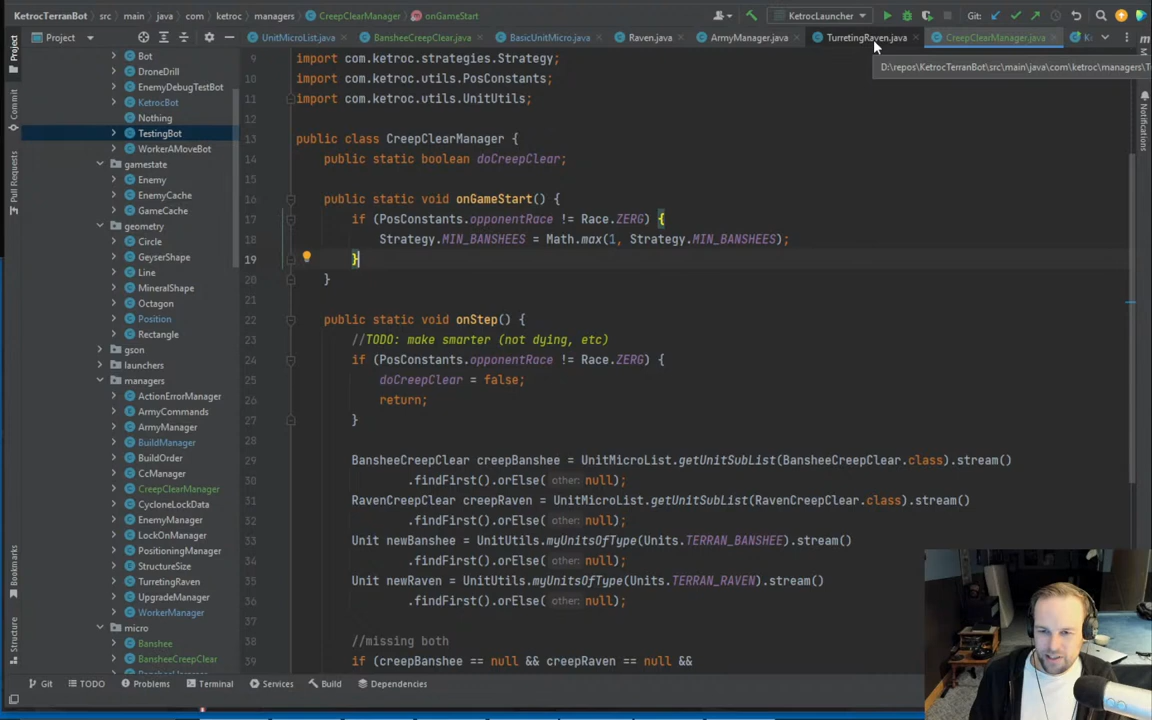 KetrocTerranBot src main java com ketroc managers CreepClearManager onGameStart KetrocLauncher Git:
Project UnitMicroList.java BansheeCreepClear.java BasicUnitMicro.java Raven.java ArmyManager.java TurretingRaven.java CreepClearManager.java
D:\repos\KetrocTerranBot\src\main\java\com\ketroc\managers\T
Project
Commit
Pull Requests
Bookmarks
Structure
Notifications
Bot
DroneDrill
EnemyDebugTestBot
KetrocBot
Nothing
TestingBot
WorkerAMoveBot
gamestate
Enemy
EnemyCache
GameCache
geometry
Circle
GeyserShape
Line
MineralShape
Octagon
Position
Rectangle
gson
launchers
managers
ActionErrorManager
ArmyCommands
ArmyManager
BuildManager
BuildOrder
CcManager
CreepClearManager
CycloneLockData
EnemyManager
LockOnManager
PositioningManager
StructureSize
TurretingRaven
UpgradeManager
WorkerManager
micro
Banshee
BansheeCreepClear
9 import com.ketroc.strategies.Strategy;
10 import com.ketroc.utils.PosConstants;
11 import com.ketroc.utils.UnitUtils;
12
13 public class CreepClearManager {
14 public static boolean doCreepClear;
15
16 public static void onGameStart() {
17 if (PosConstants.opponentRace != Race.ZERG) {
18 Strategy.MIN_BANSHEES = Math.max(1, Strategy.MIN_BANSHEES);
19 }
20 }
21
22 public static void onStep() {
23 //TODO: make smarter (not dying, etc)
24 if (PosConstants.opponentRace != Race.ZERG) {
25 doCreepClear = false;
26 return;
27 }
28
29 BansheeCreepClear creepBanshee = UnitMicroList.getUnitSubList(BansheeCreepClear.class).stream()
30 .findFirst().orElse( other: null);
31 RavenCreepClear creepRaven = UnitMicroList.getUnitSubList(RavenCreepClear.class).stream()
32 .findFirst().orElse( other: null);
33 Unit newBanshee = UnitUtils.myUnitsOfType(Units.TERRAN_BANSHEE).stream()
34 .findFirst().orElse( other: null);
35 Unit newRaven = UnitUtils.myUnitsOfType(Units.TERRAN_RAVEN).stream()
36 .findFirst().orElse( other: null);
37
38 //missing both
39 if (creepBanshee == null && creepRaven == null &&
Git TODO Problems Terminal Services Build Dependencies